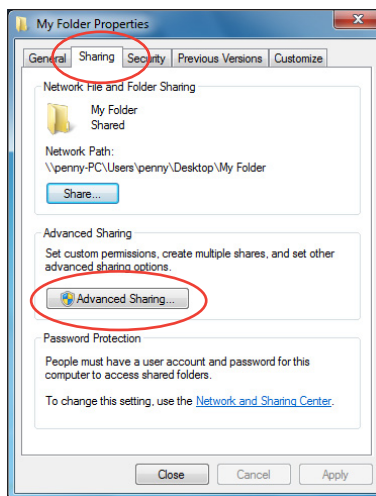 My Folder Properties
General Sharing Security Previous Versions Customize
Network File and Folder Sharing
My Folder
Shared
Network Path:
\\penny-PC\Users\penny\Desktop\My Folder
Share...
Advanced Sharing
Set custom permissions, create multiple shares, and set other
advanced sharing options.
Advanced Sharing...
Password Protection
People must have a user account and password for this
computer to access shared folders.
To change this setting, use the Network and Sharing Center.
Close Cancel Apply